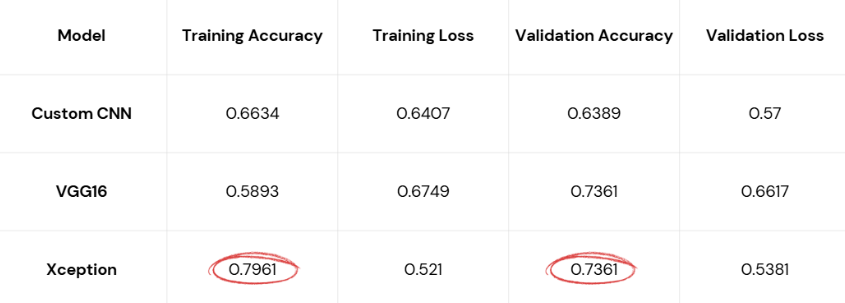 Model Training Accuracy Training Loss Validation Accuracy Validation Loss
Custom CNN 0.6634 0.6407 0.6389 0.57
VGG16 0.5893 0.6749 0.7361 0.6617
Xception 0.7961 0.521 0.7361 0.5381